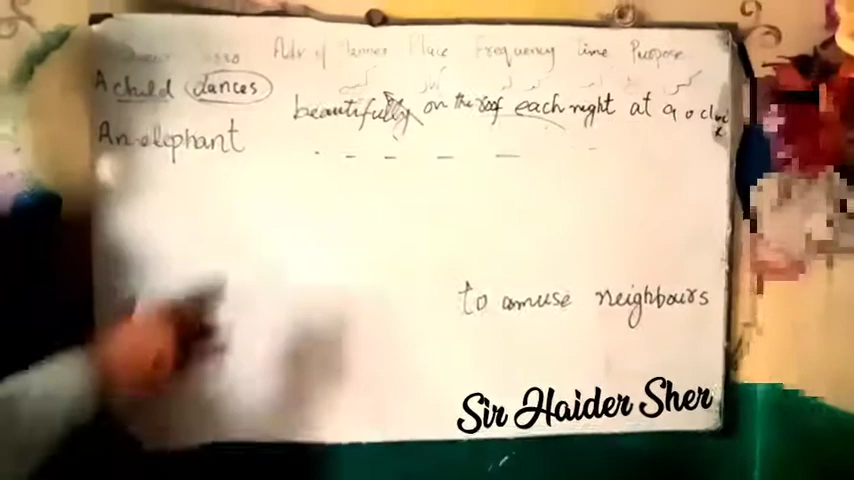 Adv of Manner Place Frequency Time Purpose
A child dances beautifully on the roof each night at 9 o cloc
An elephant
to amuse neighbours
Sir Haider Sher